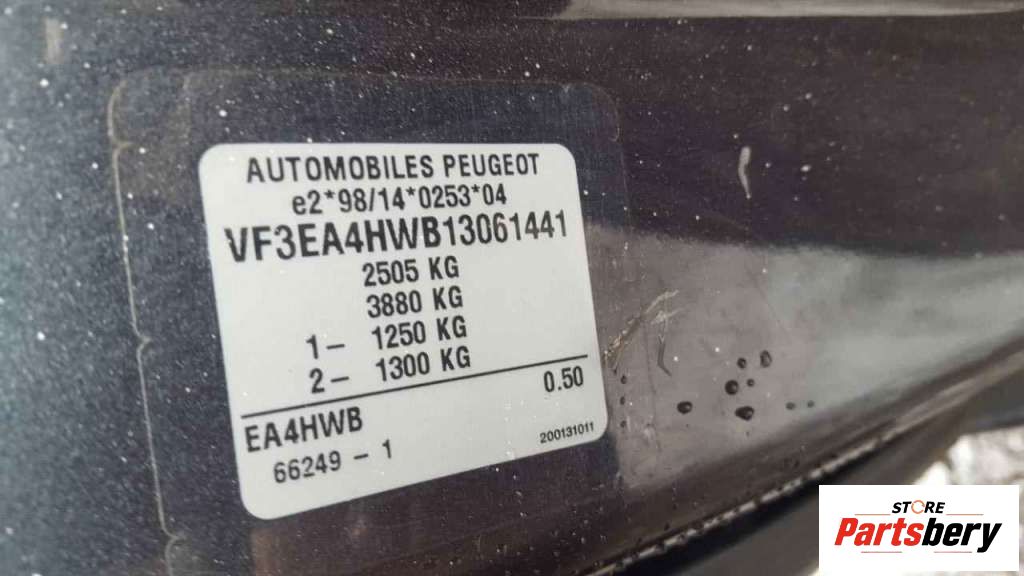 AUTOMOBILES PEUGEOT
e2*98/14*0253*04
VF3EA4HWB13061441
2505 KG
3880 KG
1- 1250 KG
2- 1300 KG
EA4HWB 0.50
66249 - 1 200131011
STORE
Partsbery